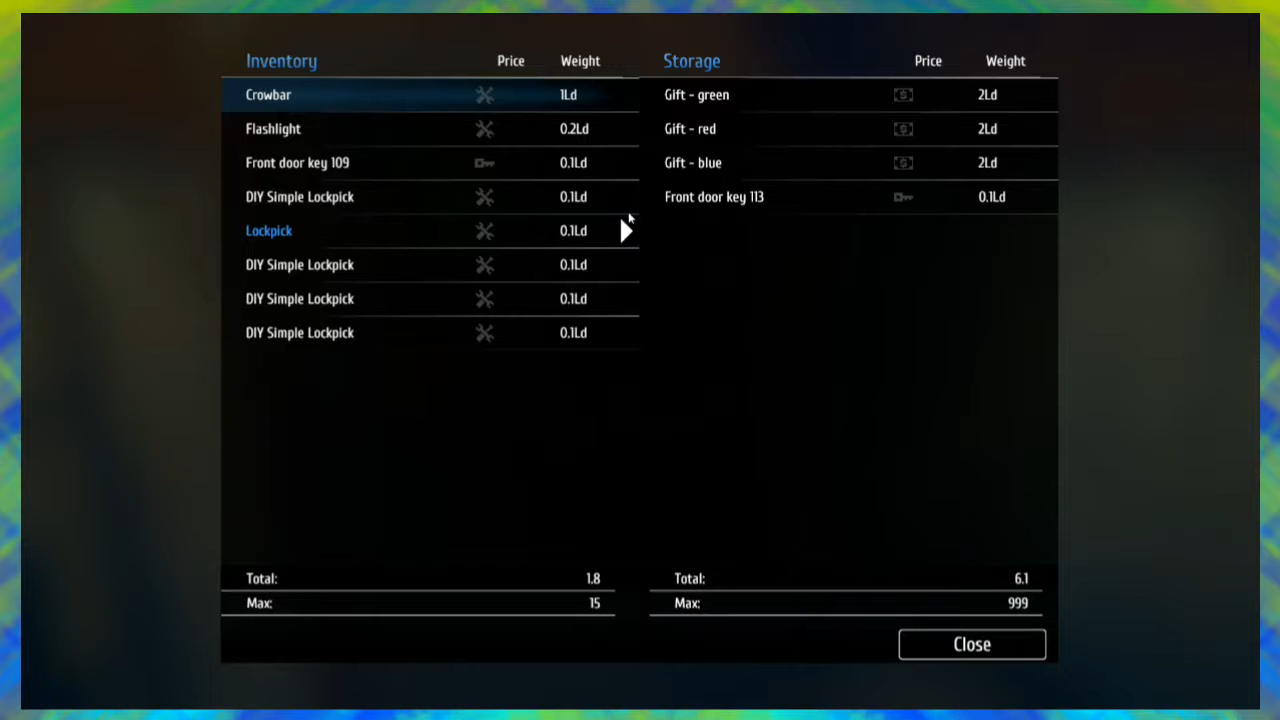 Inventory Price Weight
Crowbar 1Ld
Flashlight 0.2Ld
Front door key 109 0.1Ld
DIY Simple Lockpick 0.1Ld
Lockpick 0.1Ld
DIY Simple Lockpick 0.1Ld
DIY Simple Lockpick 0.1Ld
DIY Simple Lockpick 0.1Ld
Total: 1.8
Max: 15
Storage Price Weight
Gift - green 2Ld
Gift - red 2Ld
Gift - blue 2Ld
Front door key 113 0.1Ld
Total: 6.1
Max: 999
Close